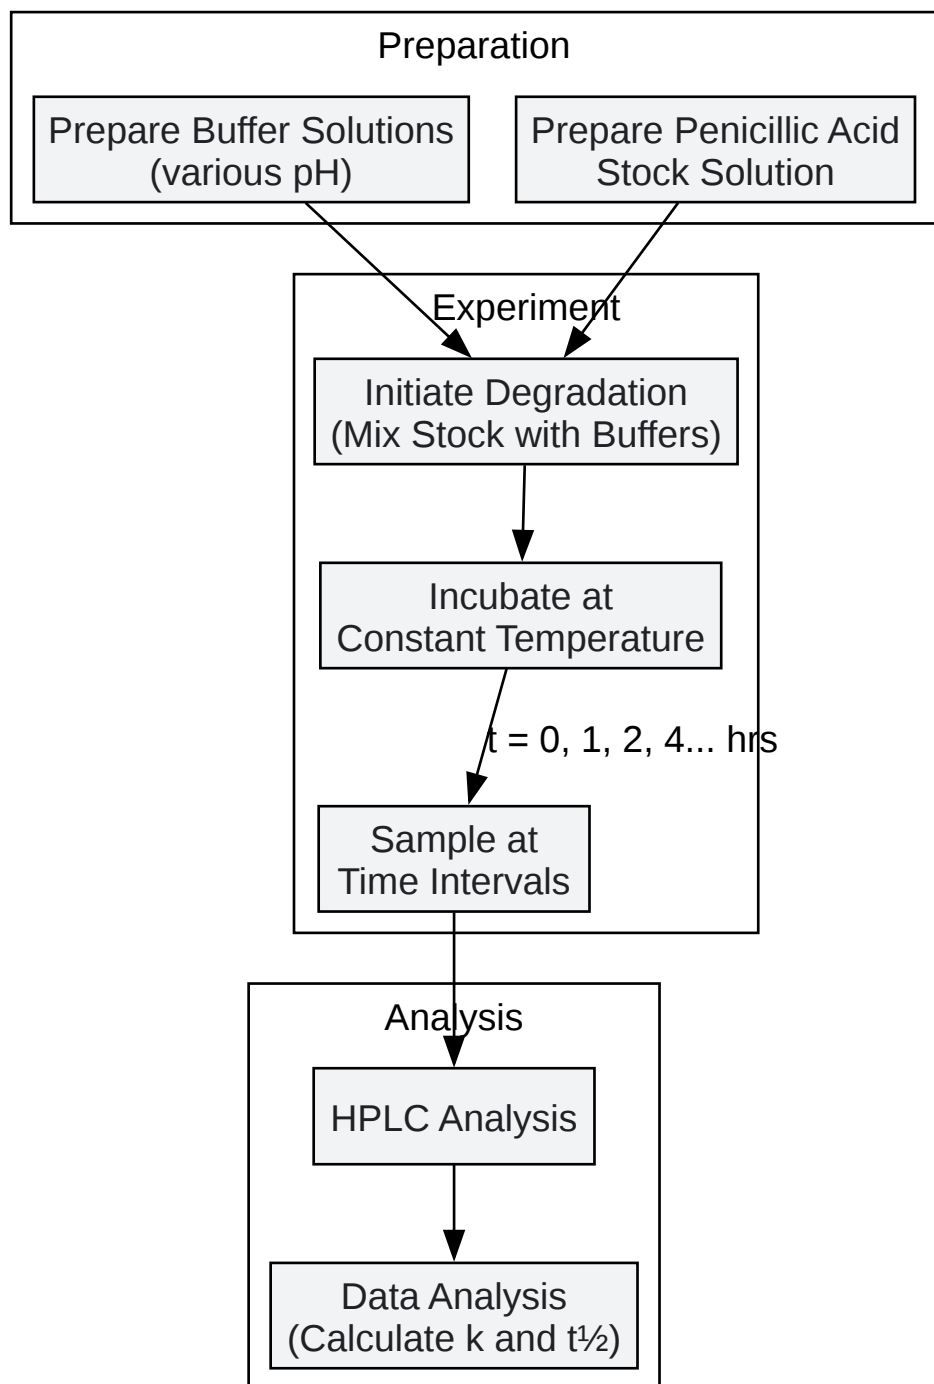 Preparation
Prepare Buffer Solutions
(various pH)
Prepare Penicillic Acid
Stock Solution
Experiment
Initiate Degradation
(Mix Stock with Buffers)
Incubate at
Constant Temperature
t = 0, 1, 2, 4... hrs
Sample at
Time Intervals
Analysis
HPLC Analysis
Data Analysis
(Calculate k and t½)